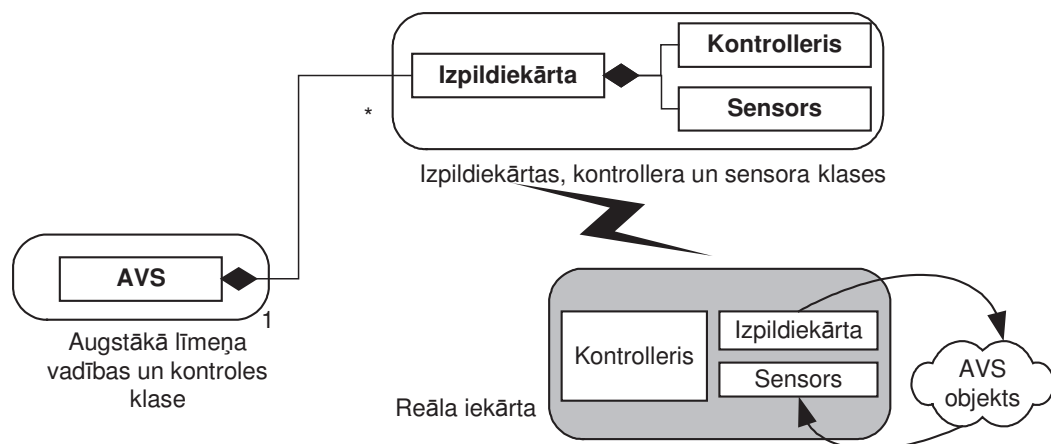 Kontrolleris
Izpildiekārta
Sensors
*
Izpildiekārtas, kontrollera un sensora klases
AVS
1
Augstākā līmeņa
vadības un kontroles
klase
Izpildiekārta
Kontrolleris
Sensors
AVS
objekts
Reāla iekārta